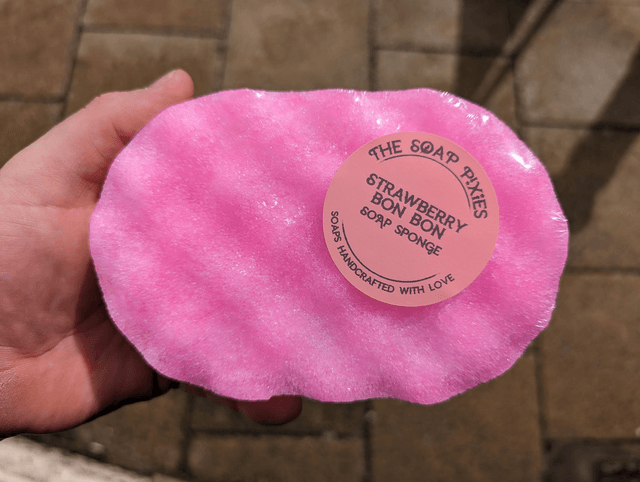 THE SOAP PIXIES
STRAWBERRY
BON BON
SOAP SPONGE
SOAPS HANDCRAFTED WITH LOVE